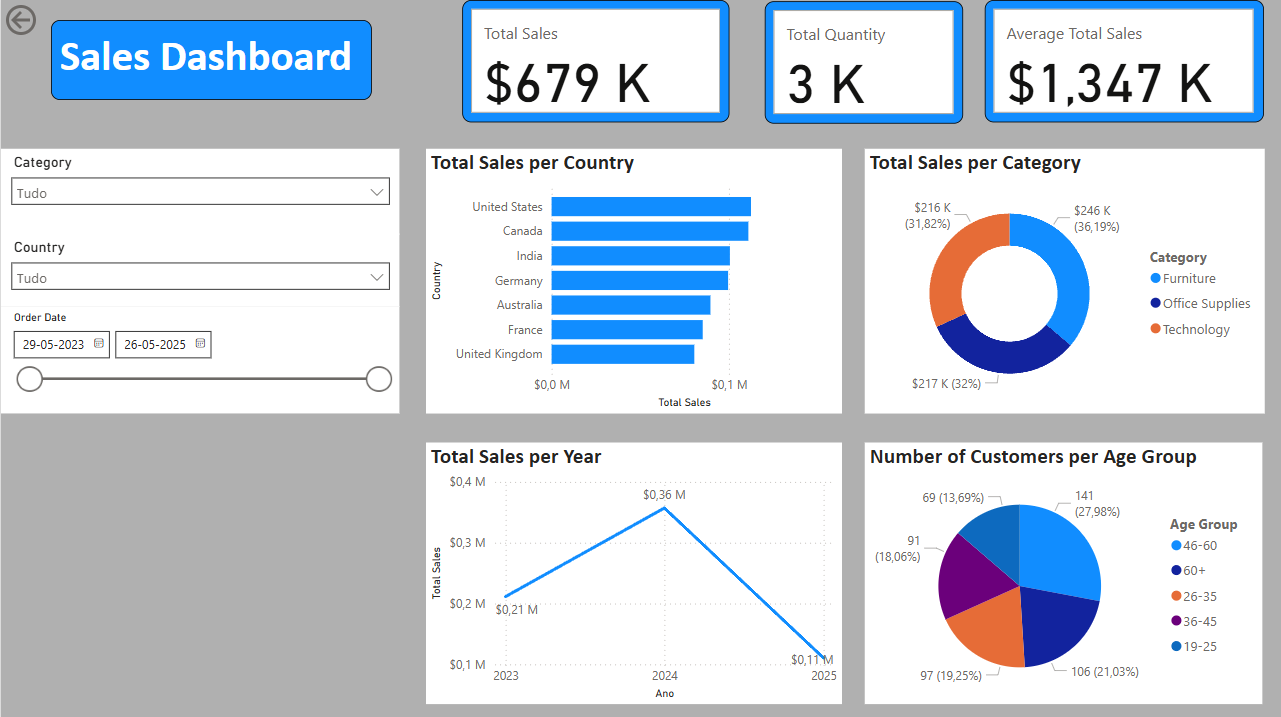 Sales Dashboard
Total Sales
$679 K
Total Quantity
3 K
Average Total Sales
$1,347 K
Category
Tudo
Country
Tudo
Order Date
29-05-2023
26-05-2025
Total Sales per Country
Country
United States
Canada
India
Germany
Australia
France
United Kingdom
$0,0 M
$0,1 M
Total Sales
Total Sales per Category
$216 K
(31,82%)
$246 K
(36,19%)
$217 K (32%)
Category
Furniture
Office Supplies
Technology
Total Sales per Year
Total Sales
$0,4 M
$0,3 M
$0,2 M
$0,1 M
$0,21 M
$0,36 M
$0,11 M
2023
2024
2025
Ano
Number of Customers per Age Group
69 (13,69%)
141
(27,98%)
91
(18,06%)
97 (19,25%)
106 (21,03%)
Age Group
46-60
60+
26-35
36-45
19-25